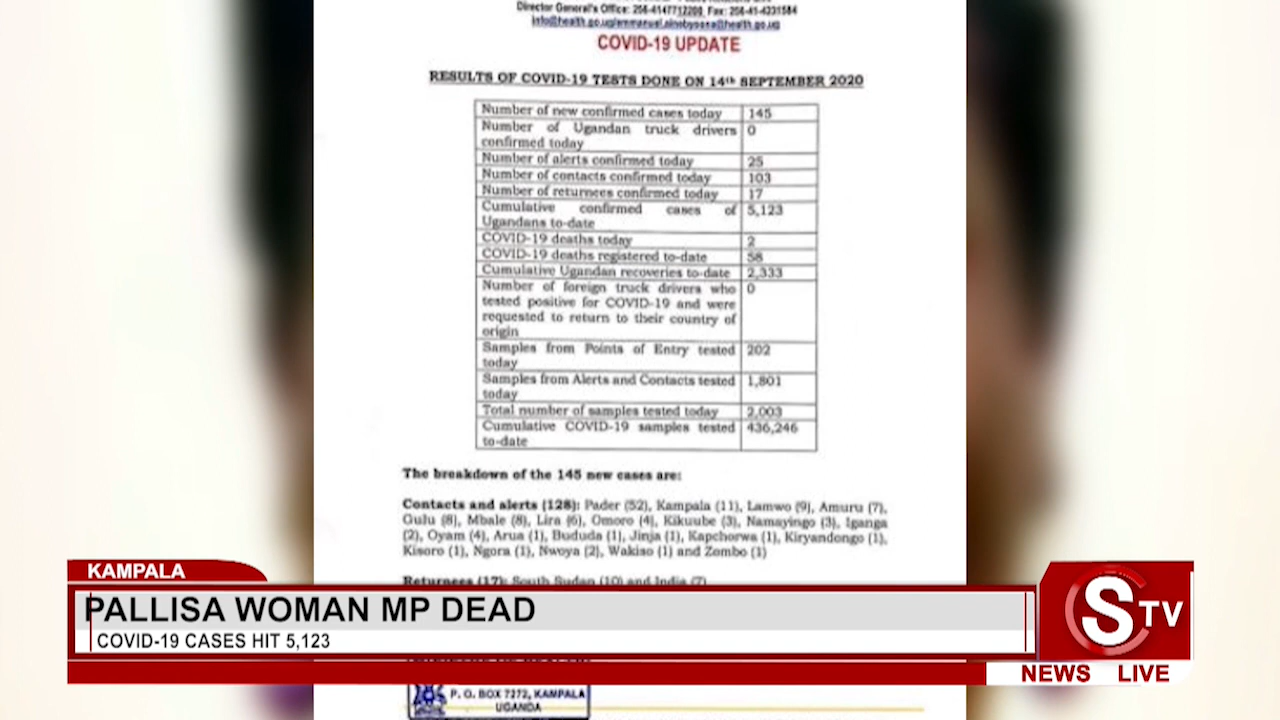 Director General's Office: 256-4147712200, Fax: 256-41-4231584
COVID-19 UPDATE
RESULTS OF COVID-19 TESTS DONE ON 14th SEPTEMBER 2020
Number of new confirmed cases today 145
Number of Ugandan truck drivers 0
confirmed today
Number of alerts confirmed today 25
Number of contacts confirmed today 103
Number of returnees confirmed today 17
Cumulative confirmed cases of 5,123
Ugandans to-date
COVID-19 deaths today 2
COVID-19 deaths registered to-date 58
Cumulative Ugandan recoveries to-date 2,333
Number of foreign truck drivers who 0
tested positive for COVID-19 and were
requested to return to their country of
origin
Samples from Points of Entry tested 202
today
Samples from Alerts and Contacts tested 1,801
today
Total number of samples tested today 2,003
Cumulative COVID-19 samples tested 436,246
to-date
The breakdown of the 145 new cases are:
Contacts and alerts (128): Pader (52), Kampala (11), Lamwo (9), Amuru (7),
Gulu (8), Mbale (8), Lira (6), Omoro (4), Kikuube (3), Namayingo (3), Iganga
(2), Oyam (4), Arua (1), Bududa (1), Jinja (1), Kapchorwa (1), Kiryandongo (1),
Kisoro (1), Ngora (1), Nwoya (2), Wakiso (1) and Zombo (1)
Returnees (17): South Sudan (10) and India (7)
KAMPALA
PALLISA WOMAN MP DEAD
COVID-19 CASES HIT 5,123
STV
NEWS LIVE
P. O. BOX 7272, KAMPALA
UGANDA